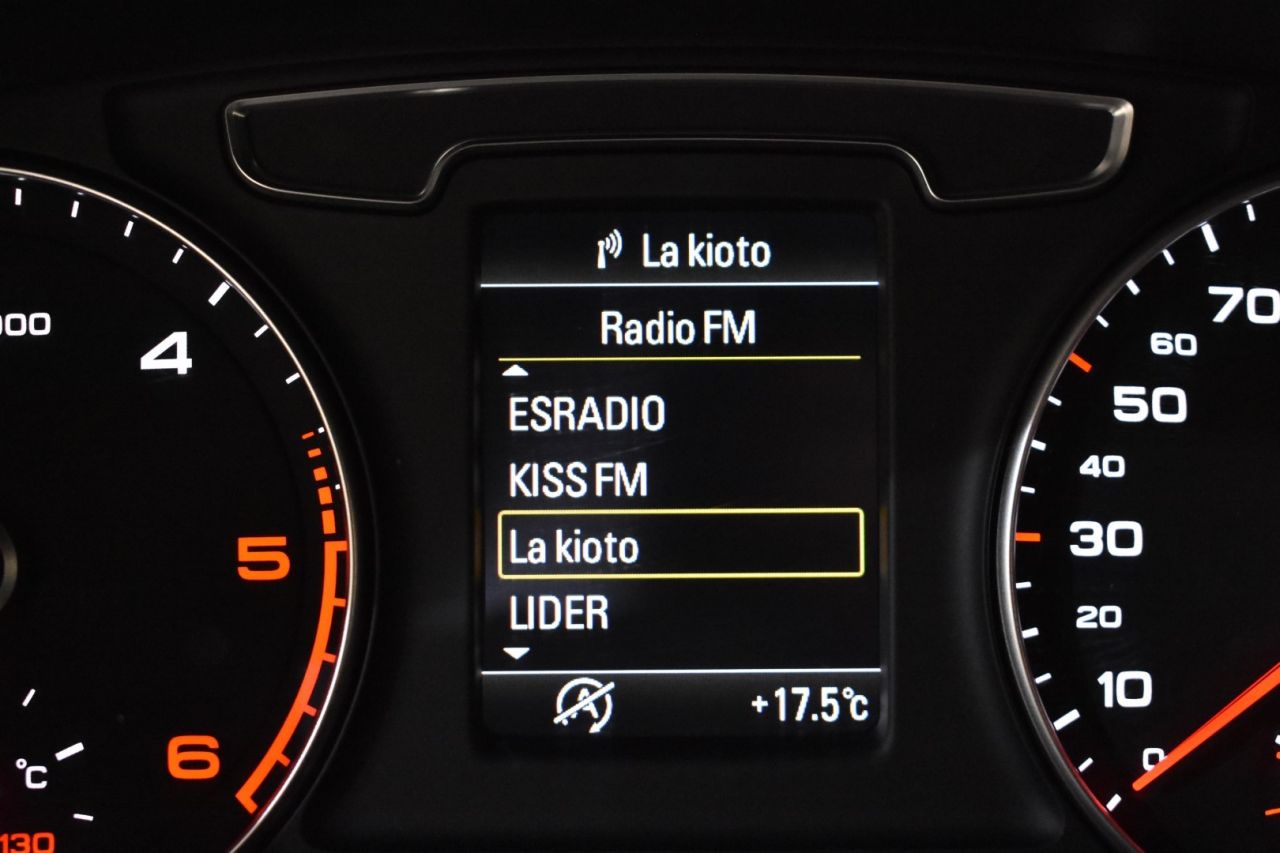 La kioto
Radio FM
ESRADIO
KISS FM
La kioto
LIDER
A
+17.5°C
4
5
6
°C
130
70
60
50
40
30
20
10
0